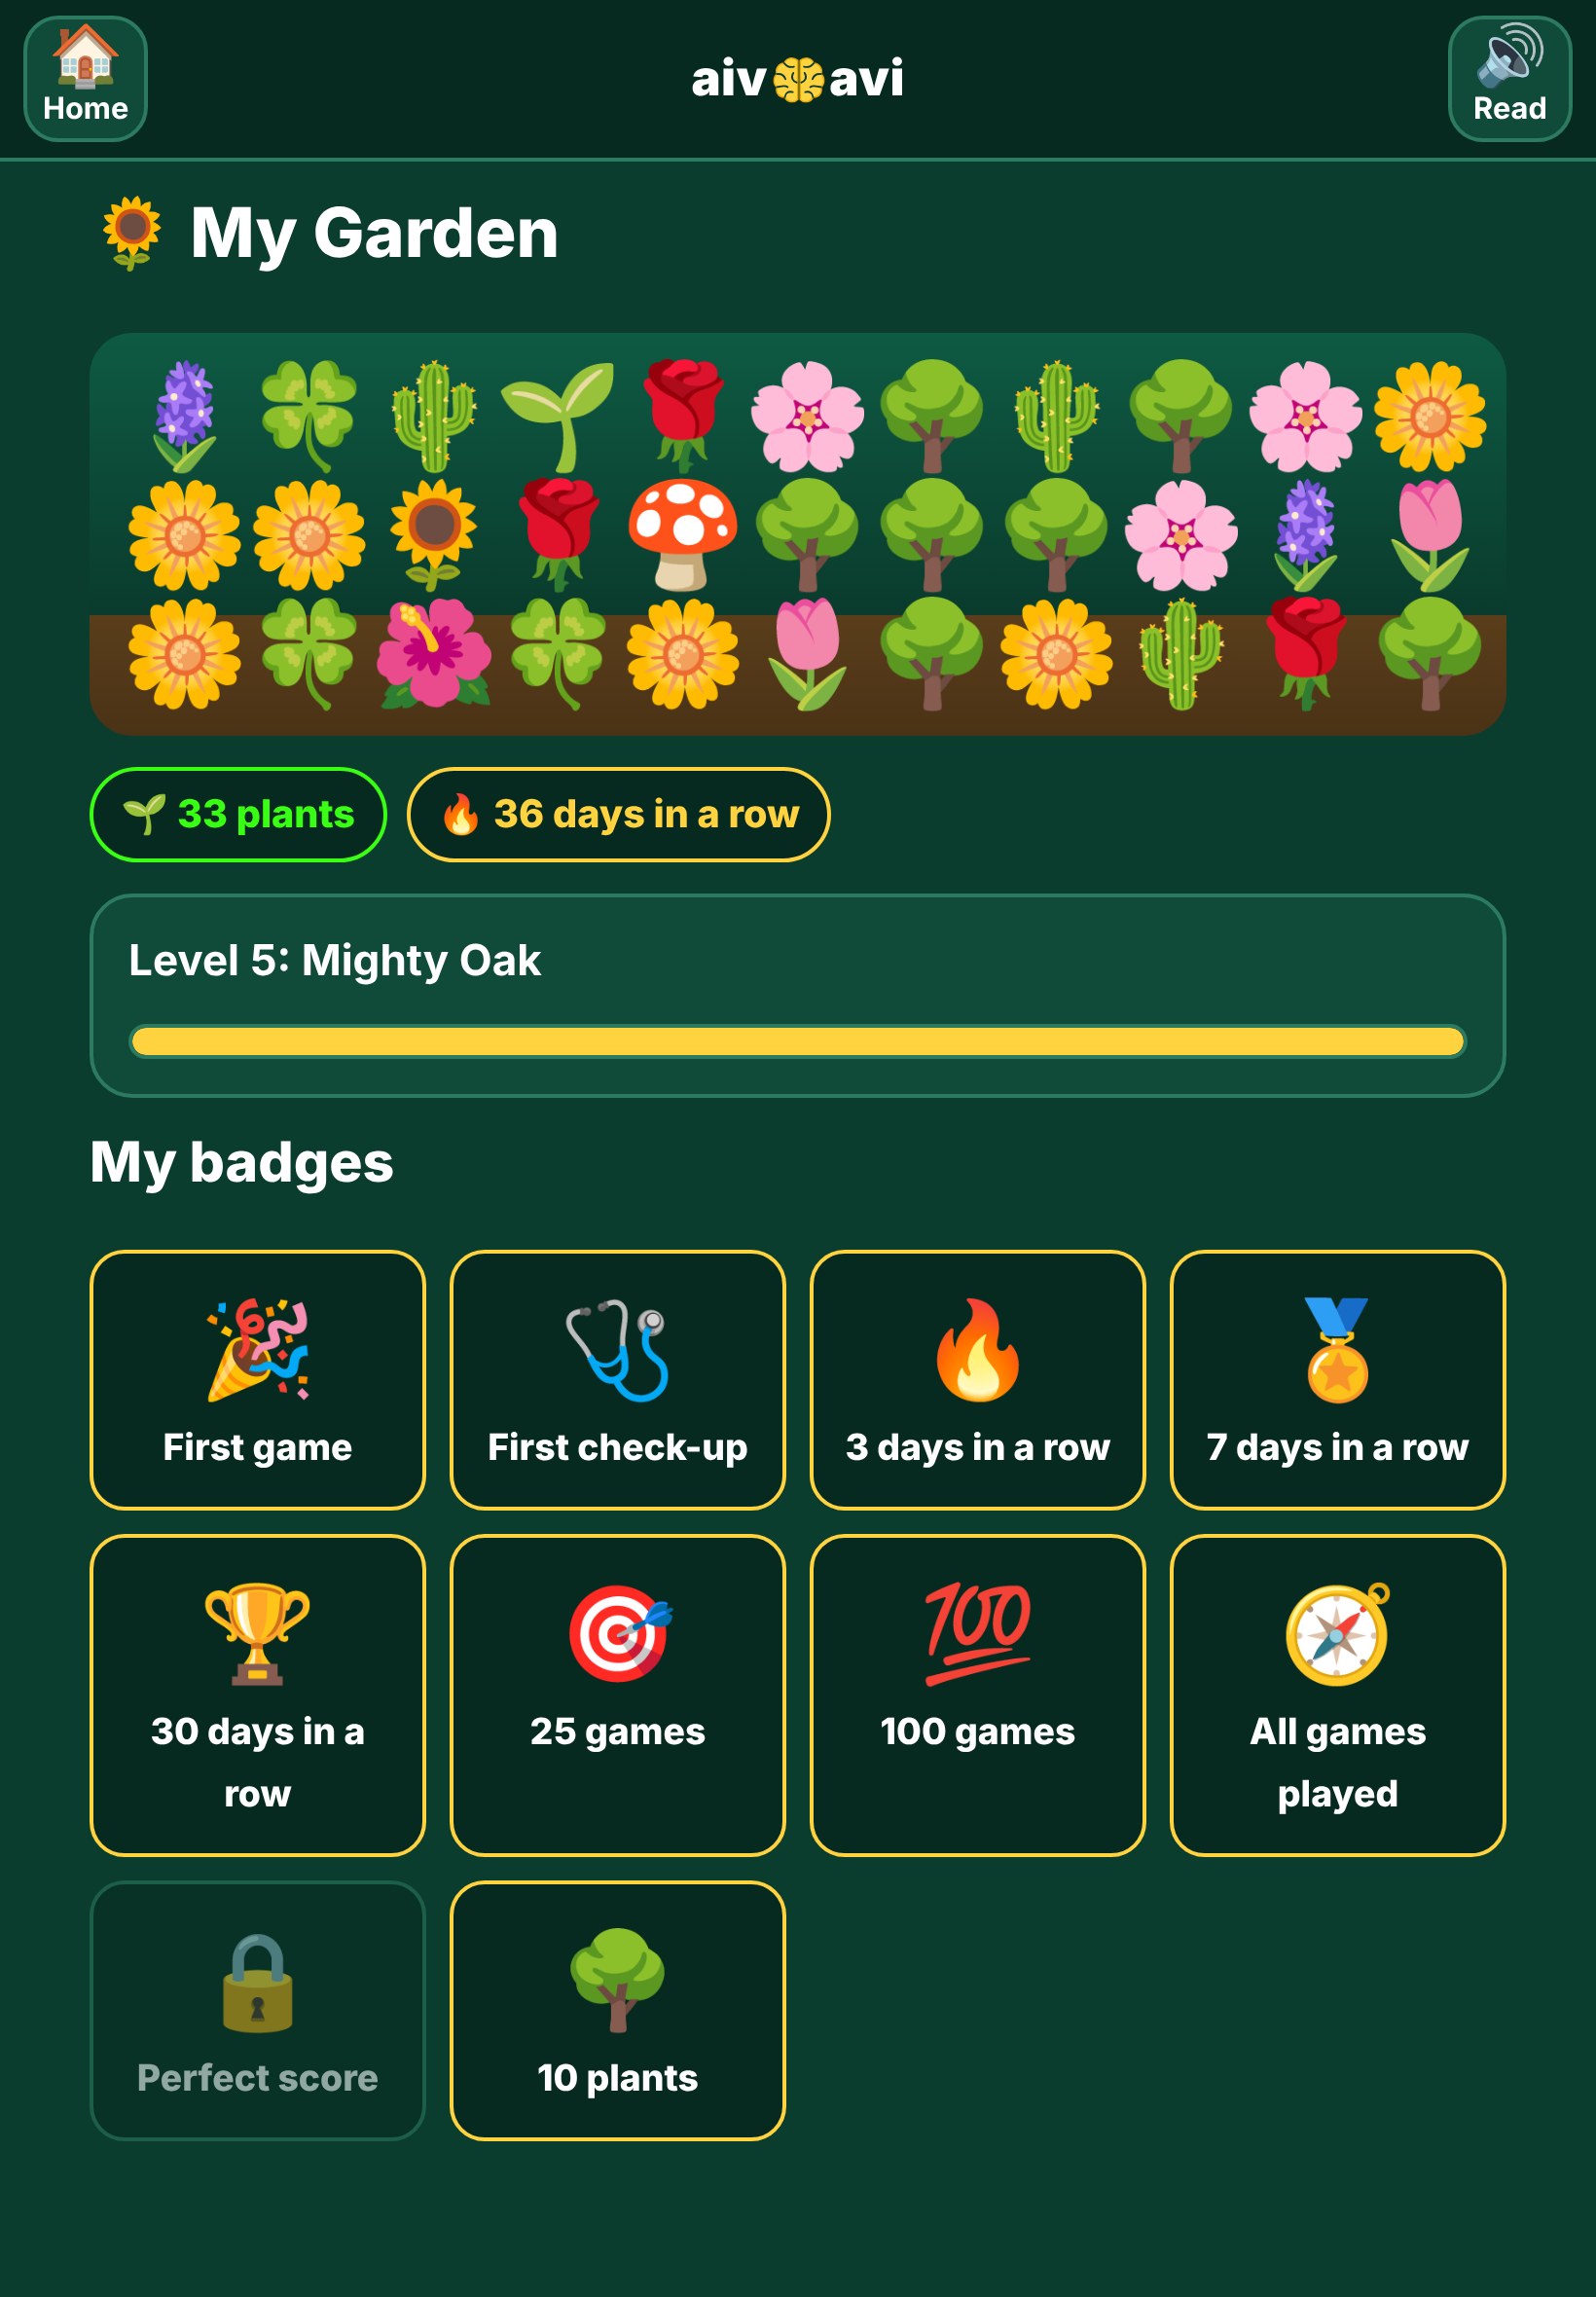 Home
aivavi
Read
My Garden
33 plants
36 days in a row
Level 5: Mighty Oak
My badges
First game
First check-up
3 days in a row
7 days in a row
30 days in a
row
25 games
100
100 games
All games
played
Perfect score
10 plants